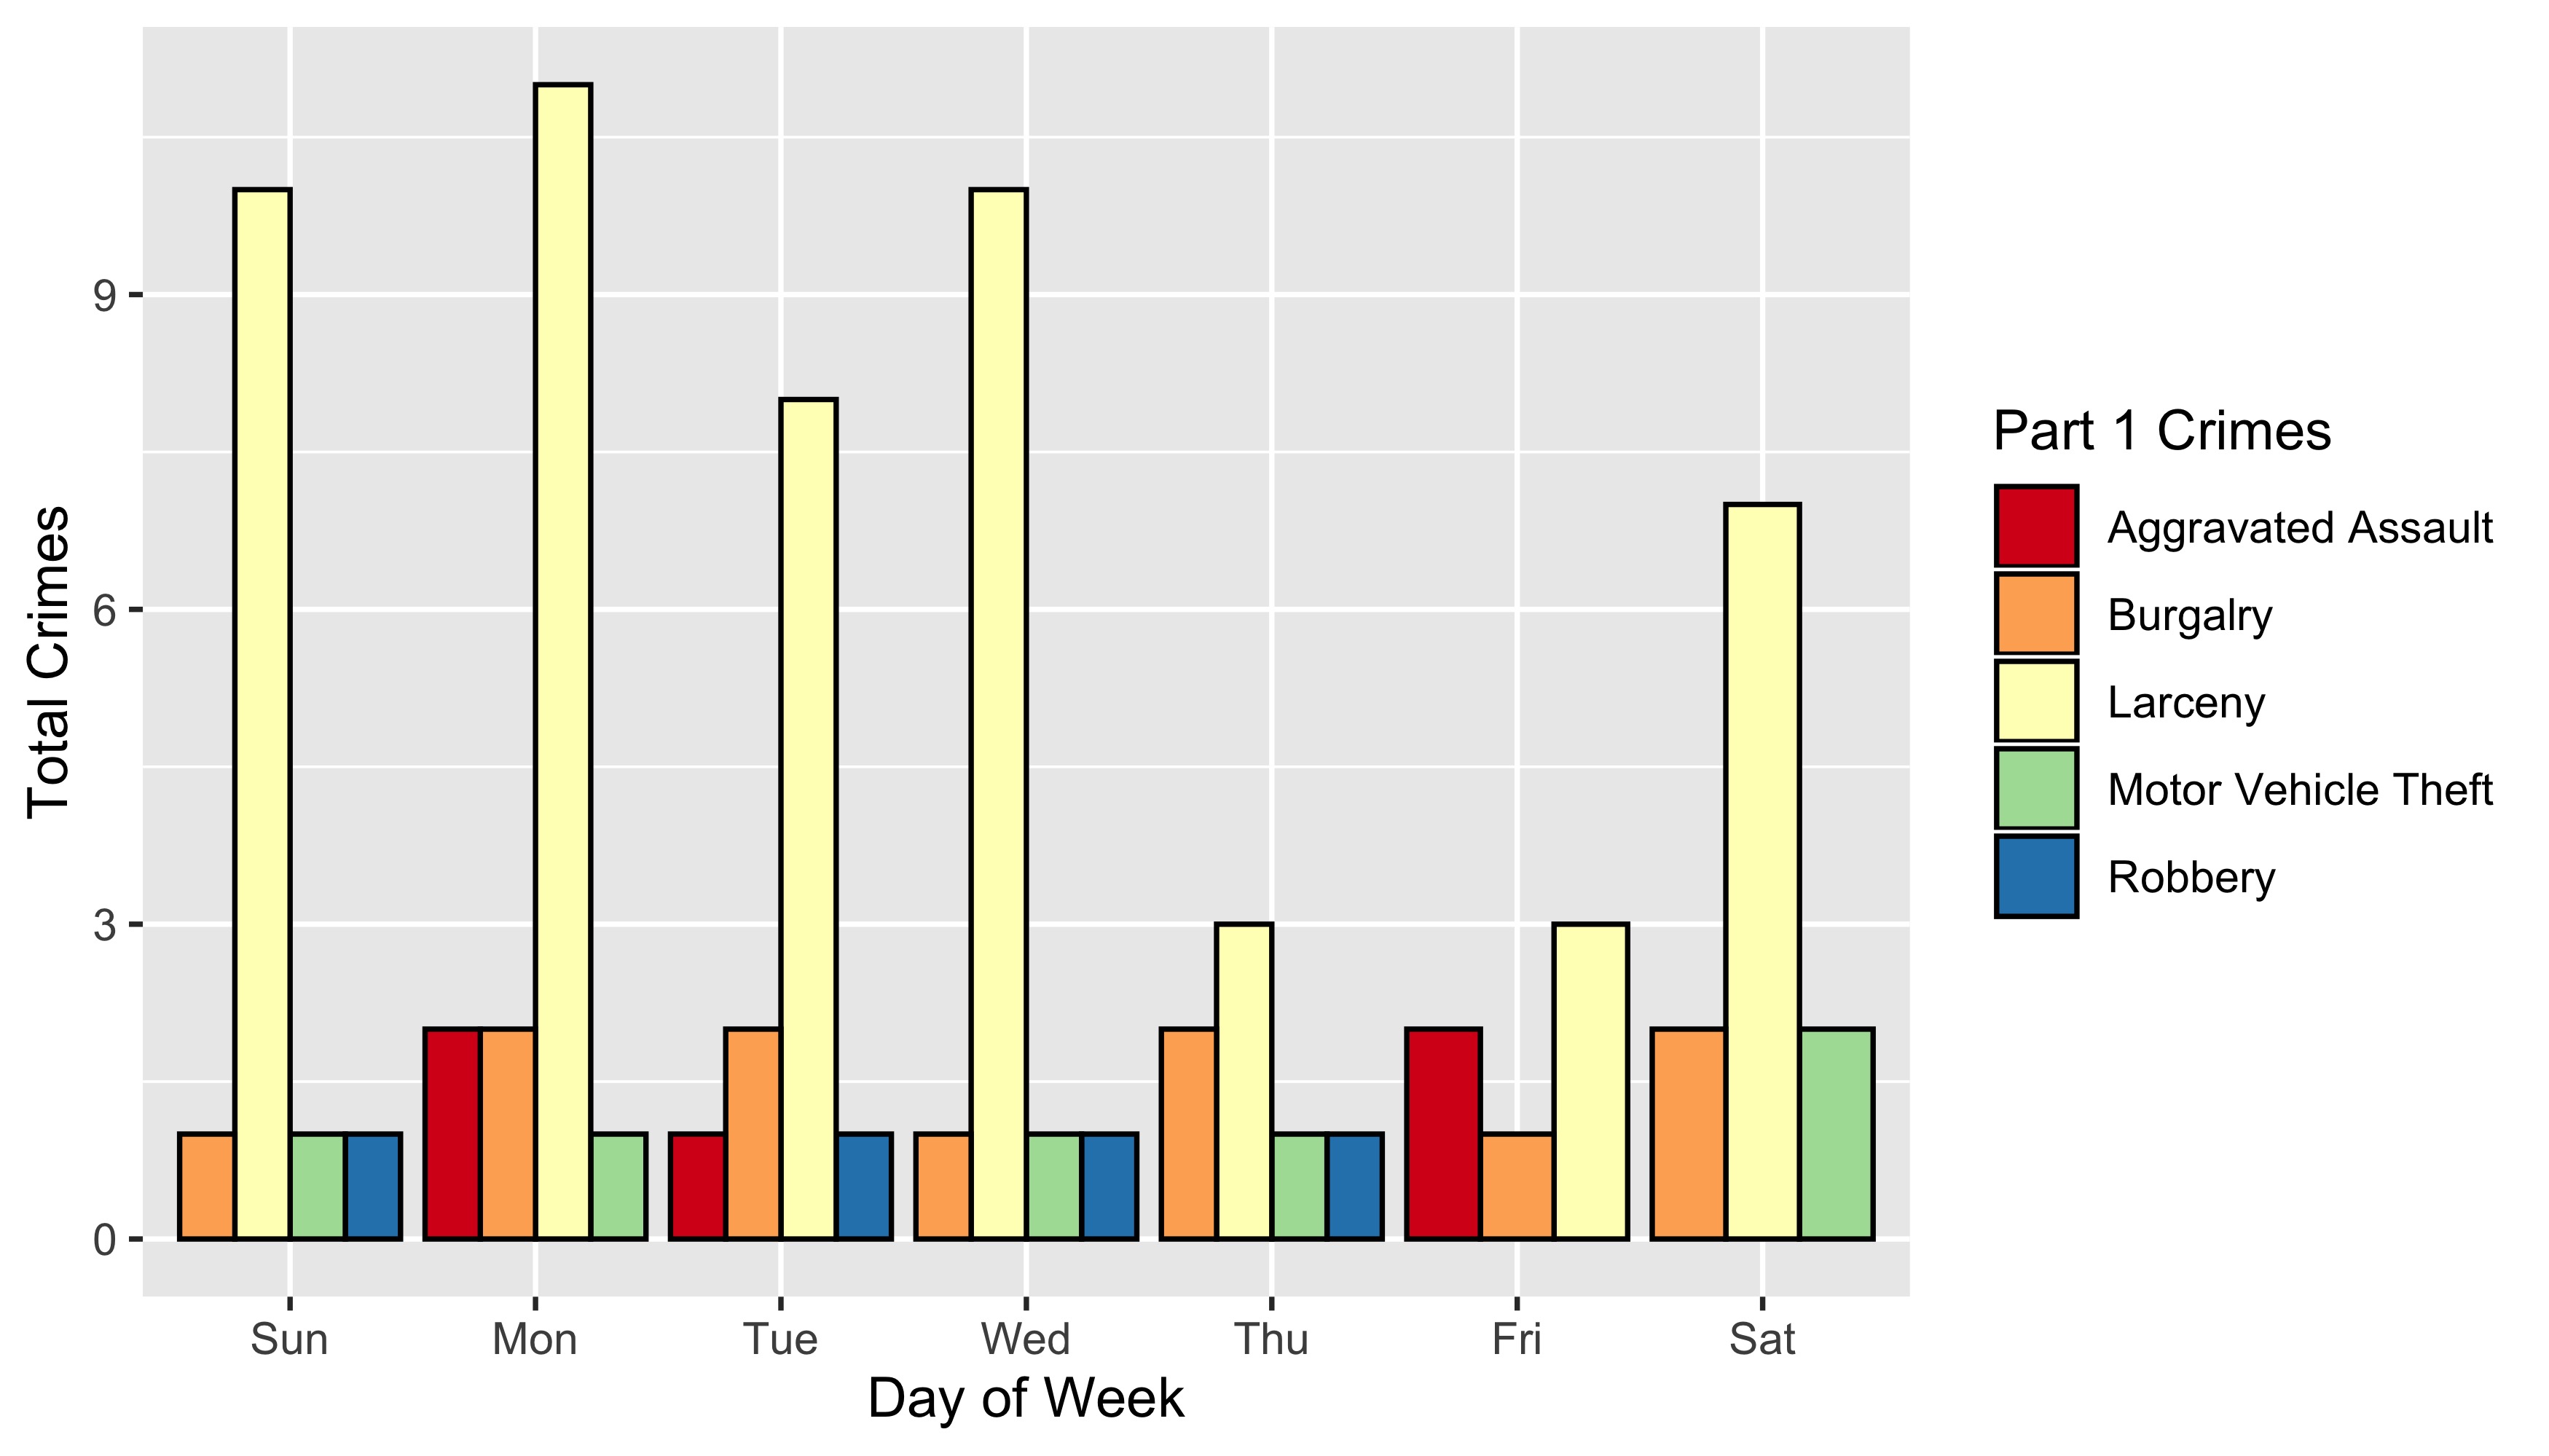 Total Crimes
9
6
3
0
Sun Mon Tue Wed Thu Fri Sat
Day of Week
Part 1 Crimes
Aggravated Assault
Burgalry
Larceny
Motor Vehicle Theft
Robbery